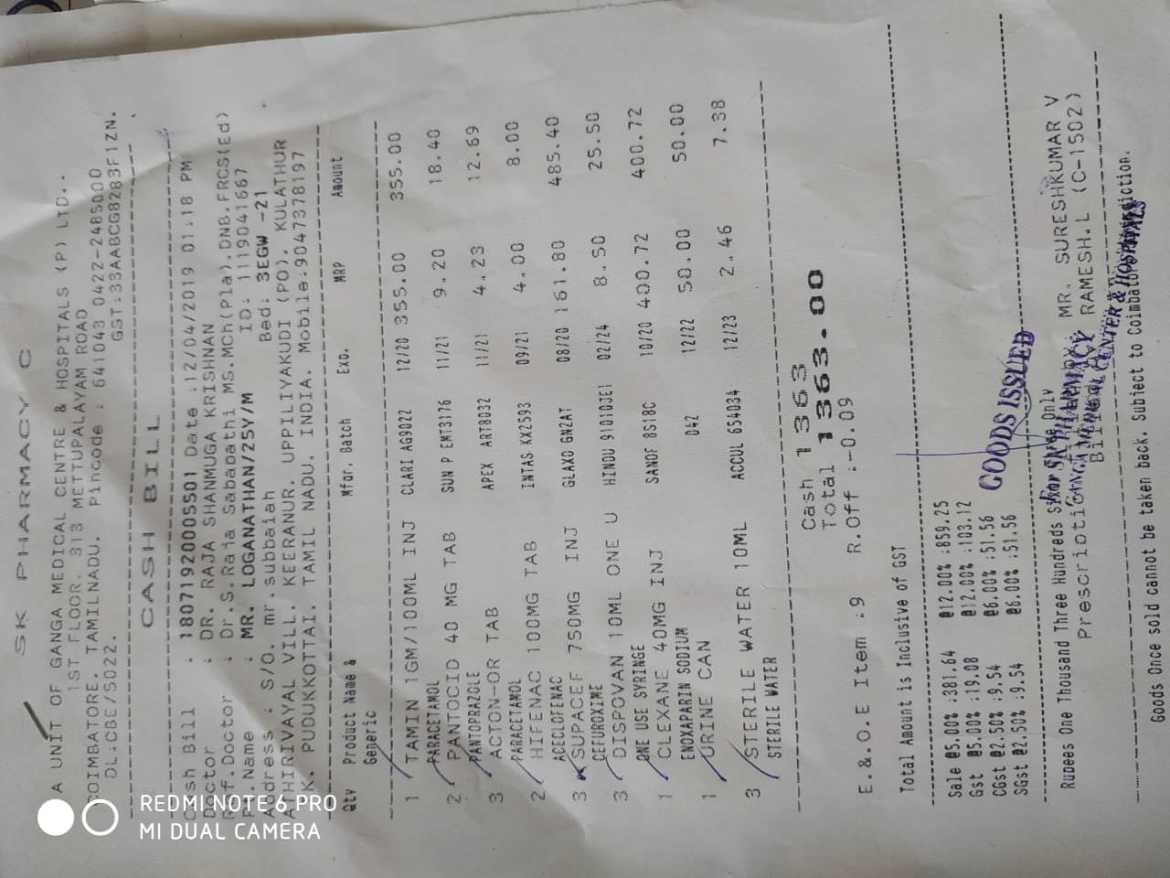 SK PHARMACY C
A UNIT OF GANGA MEDICAL CENTRE & HOSPITALS (P) LTD..
1ST FLOOR. 313 METTUPALAYAM ROAD
COIMBATORE. TAMILNADU. Pincode : 641043 0422-2485000
DL:CBE/5022. GST:33AABCG8283F1ZN.
CASH BILL
Cash Bill : 18071920005501 Date :12/04/2019 01:18 PM
Doctor : DR. RAJA SHANMUGA KRISHNAN
Ref.Doctor : Dr.S.Raja Sabapathi MS.MCh(Pla).DNB.FRCS(Ed)
Pt.Name : MR. LOGANATHAN/25Y/M ID: 1119041667
Address : S/O. mr.subbaiah Bed: 3EGW -21
ATHIRIVAYAL VILL. KEERANUR. UPPILIYAKUDI (PO). KULATHUR
TK. PUDUKKOTTAI. TAMIL NADU. INDIA. Mobile:9047378197
Qty Product Name & Generic Mfgr. Batch Exp. MRP Amount
1 TAMIN 1GM/100ML INJ CLARI AG9022 12/20 355.00 355.00
PARACETAMOL
2 PANTOCID 40 MG TAB SUN P EMT3176 11/21 9.20 18.40
PANTOPRAZOLE
3 ACTON-OR TAB APEX ART8032 11/21 4.23 12.69
PARACETAMOL
2 HIFENAC 100MG TAB INTAS XX2593 09/21 4.00 8.00
ACECLOFENAC
3 SUPACEF 750MG INJ GLAXO GN2AT 08/20 161.80 485.40
CEFUROXIME
3 DISPOVAN 10ML ONE U HINDU 91010JE1 02/24 8.50 25.50
ONE USE SYRINGE
1 CLEXANE 40MG INJ SANOF 8S18C 10/20 400.72 400.72
ENOXAPARIN SODIUM
1 URINE CAN 042 12/22 50.00 50.00
3 STERILE WATER 10ML ACCUL 654034 12/23 2.46 7.38
STERILE WATER
Cash 1363
Total 1363.00
E.&.O.E Item :9 R.Off :-0.09
Total Amount is Inclusive of GST
Sale @5.00% :381.64 @12.00% :859.25
Gst @5.00% :19.08 @12.00% :103.12
CGst @2.50% :9.54 @6.00% :51.56
SGst @2.50% :9.54 @6.00% :51.56
GOODS ISSUED
Rupees One Thousand Three Hundreds Sixty Three Only
For SK PHARMACY
GANGA MEDICAL CENTER & HOSPITALS
MR. SURESHKUMAR V
RAMESH.L (C-1502)
Goods Once sold cannot be taken back. Subject to Coimbatore
REDMI NOTE 6 PRO
MI DUAL CAMERA